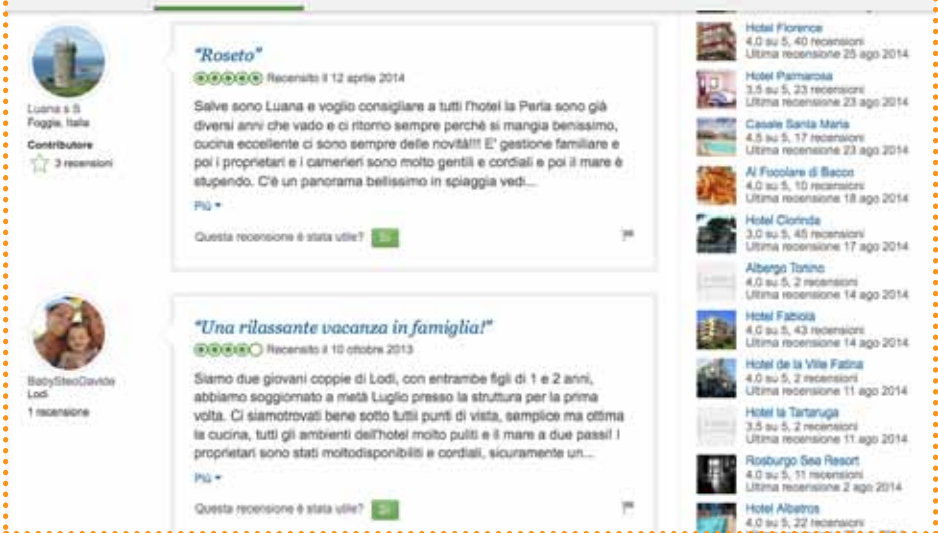 "Roseto"
Recensito il 12 aprile 2014
Salve sono Luana e voglio consigliare a tutti l'hotel la Perla sono già
diversi anni che vado e ci ritorno sempre perché si mangia benissimo,
cucina eccellente ci sono sempre delle novità!!! E' gestione familiare e
poi i proprietari e i camerieri sono molto gentili e cordiali e poi il mare è
stupendo. C'è un panorama bellissimo in spiaggia vedi...
Più
Questa recensione è stata utile? Sì
Luana s S
Foggia, Italia
Contributore
3 recensioni
"Una rilassante vacanza in famiglia!"
Recensito il 10 ottobre 2013
Siamo due giovani coppie di Lodi, con entrambe figli di 1 e 2 anni,
abbiamo soggiornato a metà Luglio presso la struttura per la prima
volta. Ci siamotrovati bene sotto tutti punti di vista, semplice ma ottima
la cucina, tutti gli ambienti dell'hotel molto puliti e il mare a due passi! I
proprietari sono stati moltodisponibili e cordiali, sicuramente un...
Più
Questa recensione è stata utile? Sì
BabySteoDavide
Lodi
1 recensione
Hotel Florence
4,0 su 5, 40 recensioni
Ultima recensione 25 ago 2014
Hotel Palmarosa
3,5 su 5, 23 recensioni
Ultima recensione 23 ago 2014
Casale Santa Maria
4,5 su 5, 17 recensioni
Ultima recensione 23 ago 2014
Al Focolare di Bacco
4,0 su 5, 10 recensioni
Ultima recensione 18 ago 2014
Hotel Clorinda
3,0 su 5, 45 recensioni
Ultima recensione 17 ago 2014
Albergo Tonino
4,0 su 5, 2 recensioni
Ultima recensione 14 ago 2014
Hotel Fabiola
4,0 su 5, 43 recensioni
Ultima recensione 14 ago 2014
Hotel de la Ville Fatina
4,0 su 5, 2 recensioni
Ultima recensione 11 ago 2014
Hotel la Tartaruga
3,5 su 5, 2 recensioni
Ultima recensione 11 ago 2014
Rosburgo Sea Resort
4,0 su 5, 11 recensioni
Ultima recensione 2 ago 2014
Hotel Albatros
4,0 su 5, 22 recensioni